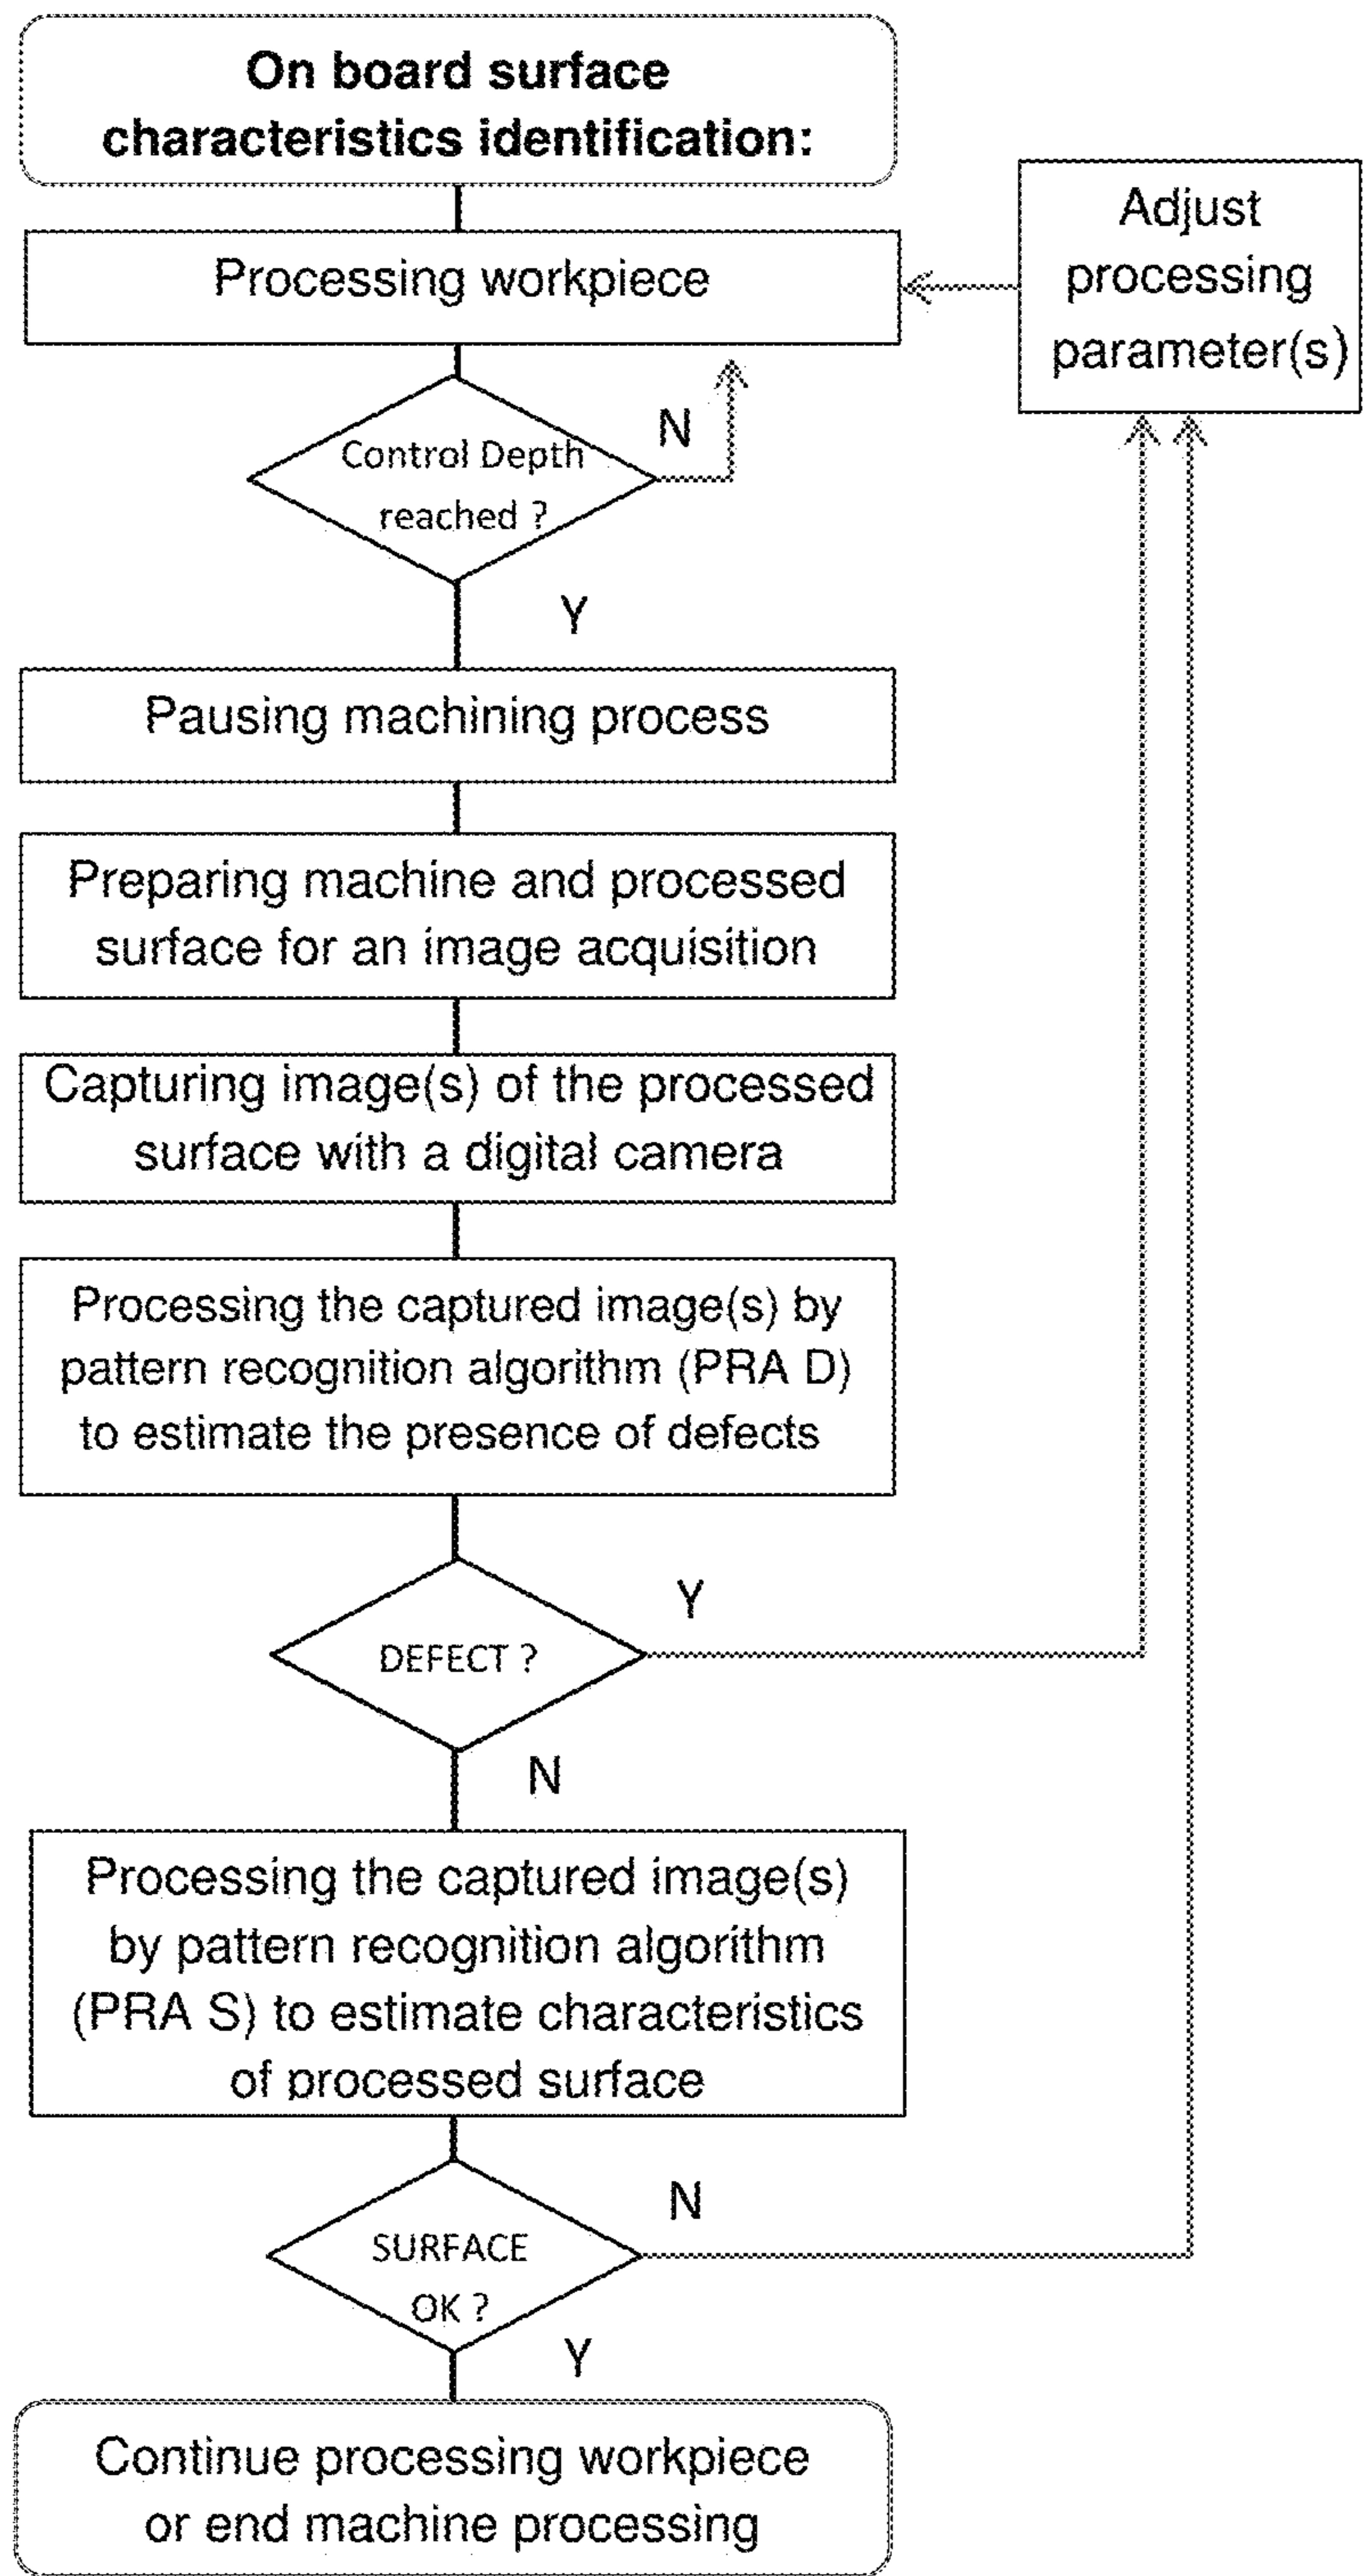 On board surface
characteristics identification:
Processing workpiece
Adjust
processing
parameter(s)
Control Depth
reached ?
N
Y
Pausing machining process
Preparing machine and processed
surface for an image acquisition
Capturing image(s) of the processed
surface with a digital camera
Processing the captured image(s) by
pattern recognition algorithm (PRA D)
to estimate the presence of defects
DEFECT ?
Y
N
Processing the captured image(s)
by pattern recognition algorithm
(PRA S) to estimate characteristics
of processed surface
SURFACE
OK ?
N
Y
Continue processing workpiece
or end machine processing